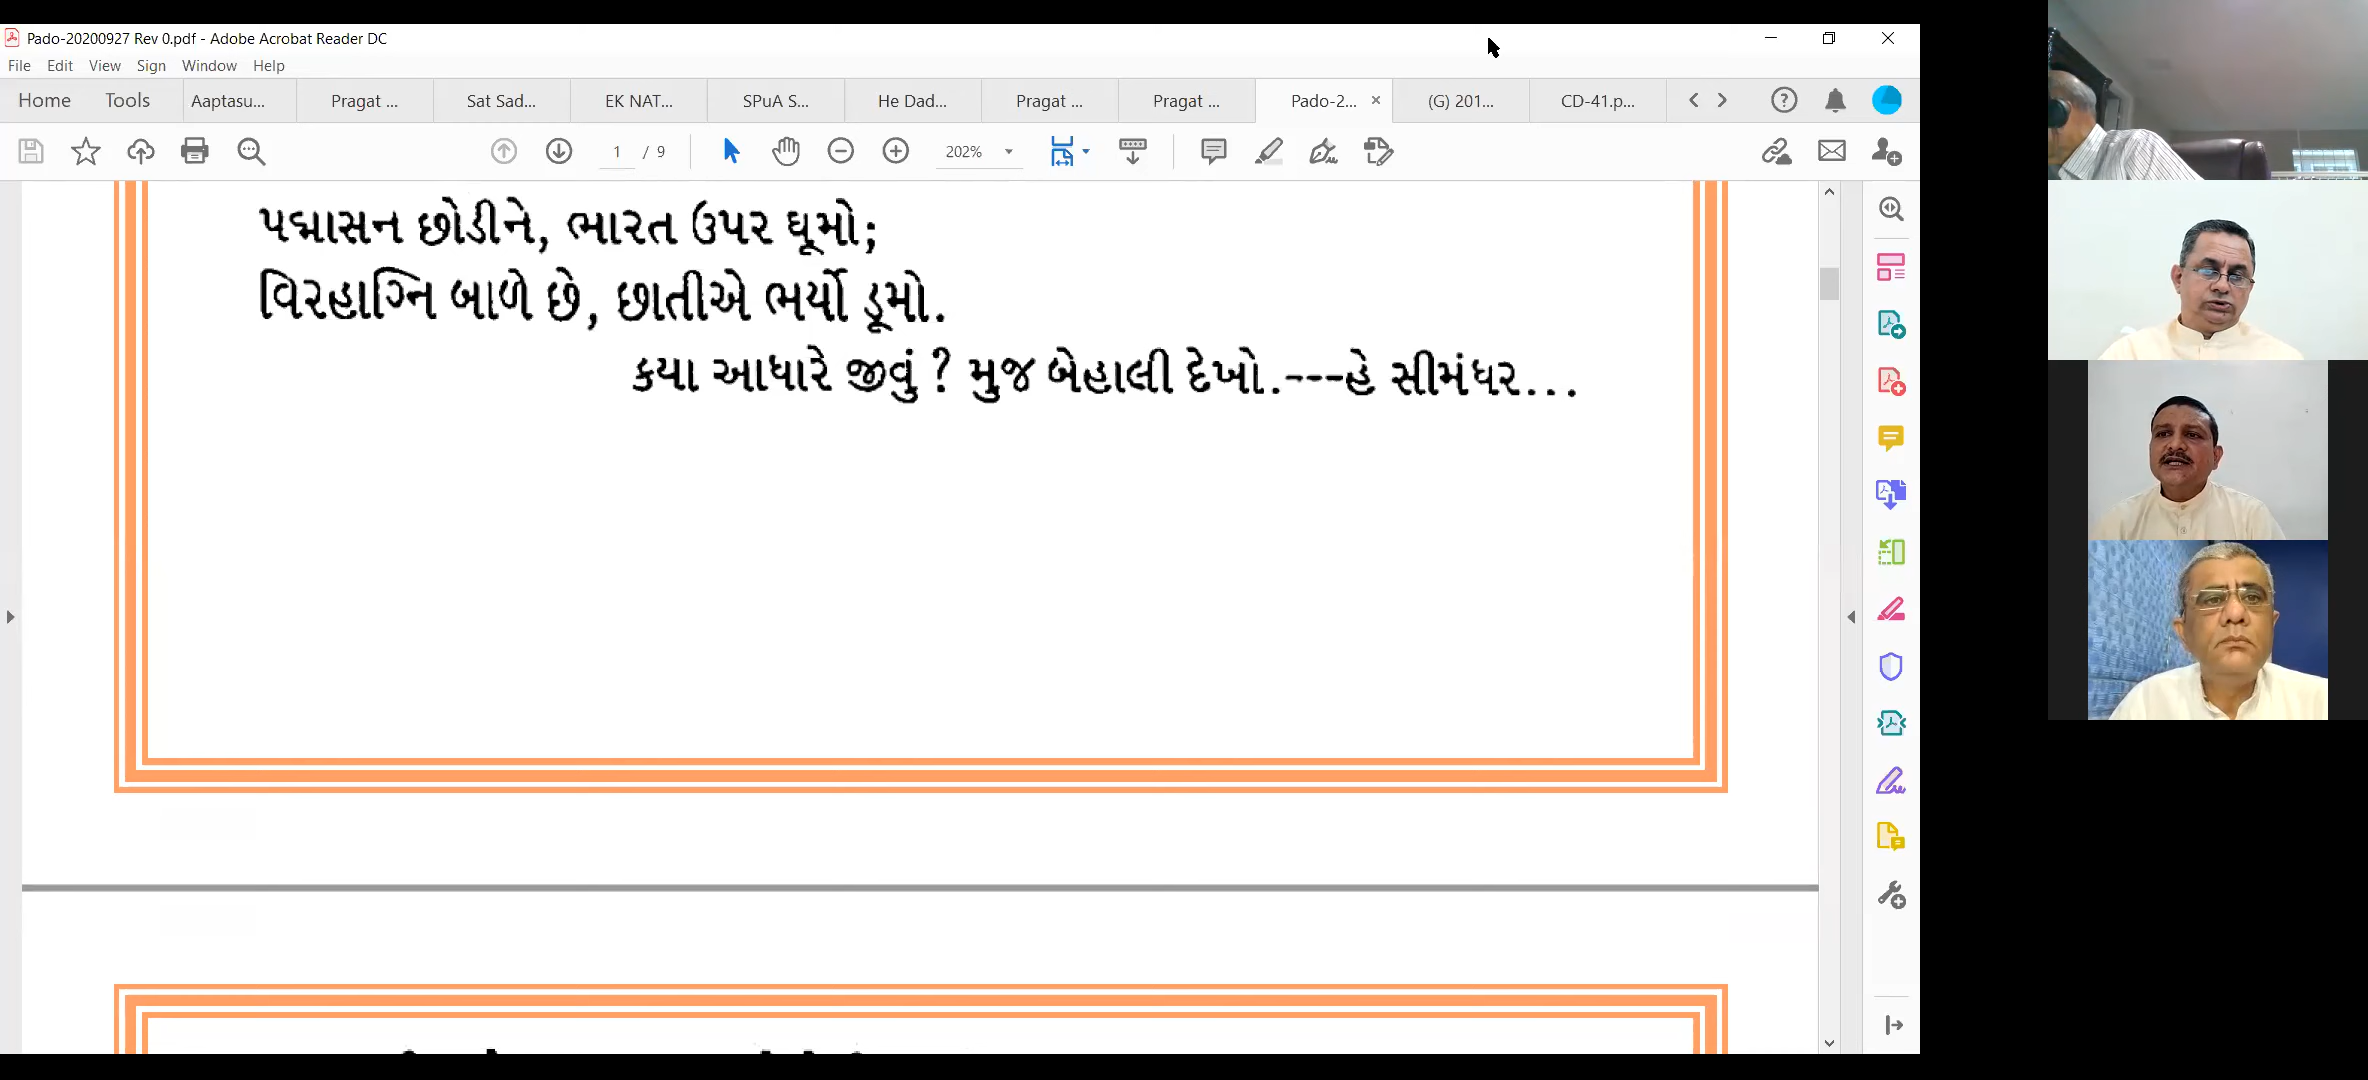 Pado-20200927 Rev 0.pdf - Adobe Acrobat Reader DC
File Edit View Sign Window Help
Home Tools Aaptasu... Pragat ... Sat Sad... EK NAT... SPuA S... He Dad... Pragat ... Pragat ... Pado-2... × (G) 201... CD-41.p...
1 / 9 202%
પદ્માસન છોડીને, ભારત ઉપર ઘૂમો;
વિરહાગ્નિ બાળે છે, છાતીએ ભર્યો ડૂમો.
કયા આધારે જીવું ? મુજ બેહાલી દેખો.---હે સીમંધર...